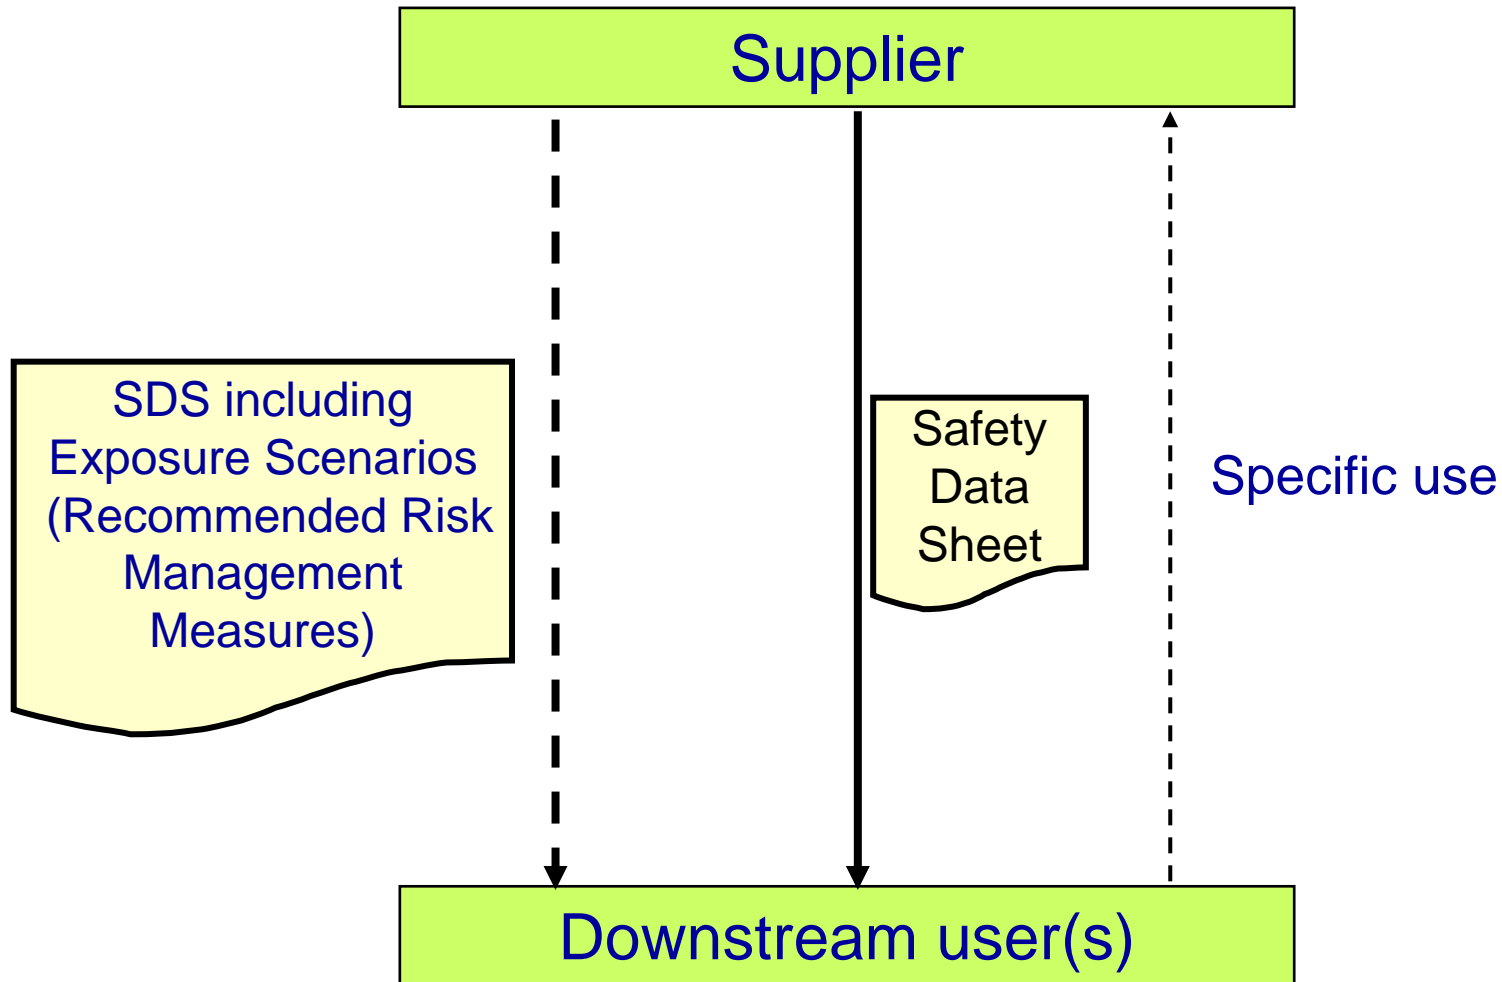 Supplier
SDS including
Exposure Scenarios
(Recommended Risk
Management
Measures)
Safety
Data
Sheet
Specific use
Downstream user(s)